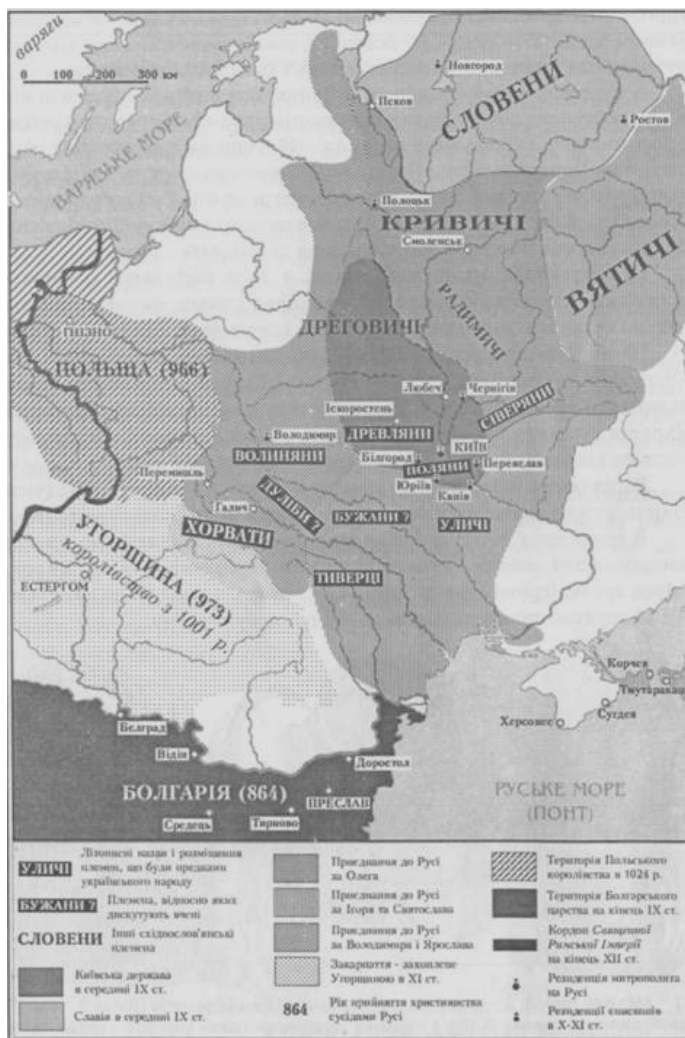 варяги
0 100 200 300 км
ВАРЯЗЬКЕ МОРЕ
Новгород
Псков
СЛОВЕНИ
Ростов
Полоцьк
КРИВИЧІ
Смоленськ
ВЯТИЧІ
РАДИМИЧІ
ГНІЗНО
ПОЛЬЩА (966)
ДРЕГОВИЧІ
Любеч
Чернігів
СІВЕРЯНИ
Іскоростень
ДРЕВЛЯНИ
Володимир
ВОЛИНЯНИ
КИЇВ
Білгород
ПОЛЯНИ
Переяслав
Юріїв
Канів
Перемишль
Галич
ДУЛІБИ ?
ХОРВАТИ
БУЖАНИ ?
УЛИЧІ
ТИВЕРЦІ
УГОРЩИНА (973)
королівство з 1001 р.
ЕСТЕРГОМ
Корчев
Тмутаракан
Сугдея
Херсонес
Белград
Відін
Доростол
БОЛГАРІЯ (864)
ПРЕСЛАВ
Средець
Тирново
РУСЬКЕ МОРЕ
(ПОНТ)
УЛИЧІ
Літописні назви і розміщення
племен, що були предками
українського народу
БУЖАНИ ?
Племена, відносно яких
дискутують вчені
СЛОВЕНИ
Інші східнослов'янські
племена
Київська держава
в середині IX ст.
Славія в середині IX ст.
Приєднання до Русі
за Олега
Приєднання до Русі
за Ігоря та Святослава
Приєднання до Русі
за Володимира і Ярослава
Закарпаття - захоплене
Угорщиною в XI ст.
864
Рік прийняття християнства
сусідами Русі
Територія Польського
королівства в 1024 р.
Територія Болгарського
царства на кінець IX ст.
Кордон Священної
Римської Імперії
на кінець XII ст.
Резиденція митрополита
на Русі
Резиденції єпископів
в X-XI ст.